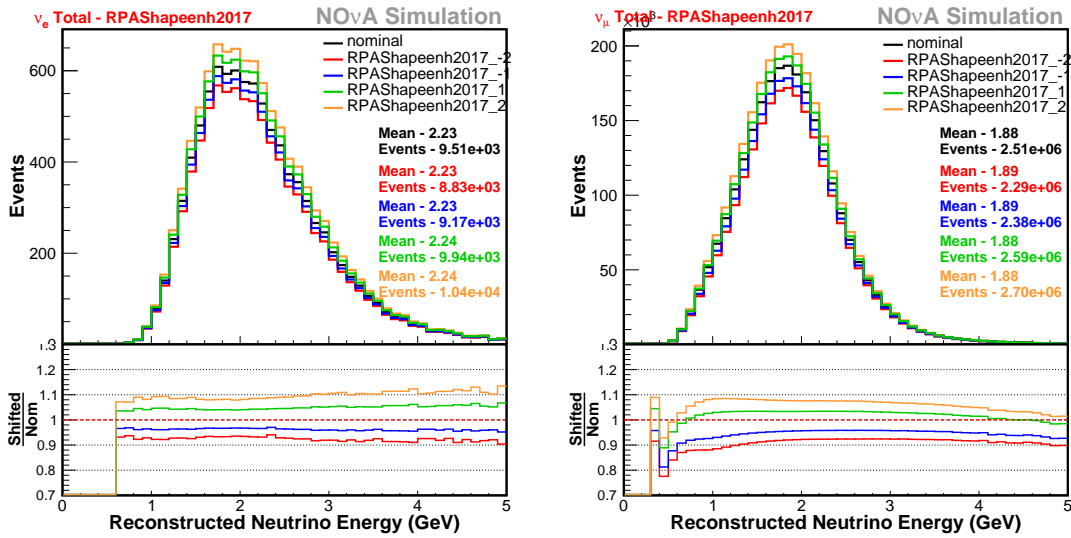 νe Total - RPAShapeenh2017
NOνA Simulation
nominal
RPAShapeenh2017_-2
RPAShapeenh2017_-1
RPAShapeenh2017_1
RPAShapeenh2017_2
Mean - 2.23
Events - 9.51e+03
Mean - 2.23
Events - 8.83e+03
Mean - 2.23
Events - 9.17e+03
Mean - 2.24
Events - 9.94e+03
Mean - 2.24
Events - 1.04e+04
Events
600
400
200
1.3
1.2
1.1
1
0.9
0.8
0.7
Shifted
Nom
0 1 2 3 4 5
Reconstructed Neutrino Energy (GeV)
νμ Total - RPAShapeenh2017
×10³
NOνA Simulation
nominal
RPAShapeenh2017_-2
RPAShapeenh2017_-1
RPAShapeenh2017_1
RPAShapeenh2017_2
Mean - 1.88
Events - 2.51e+06
Mean - 1.89
Events - 2.29e+06
Mean - 1.89
Events - 2.38e+06
Mean - 1.88
Events - 2.59e+06
Mean - 1.88
Events - 2.70e+06
Events
200
150
100
50
1.3
1.2
1.1
1
0.9
0.8
0.7
Shifted
Nom
0 1 2 3 4 5
Reconstructed Neutrino Energy (GeV)